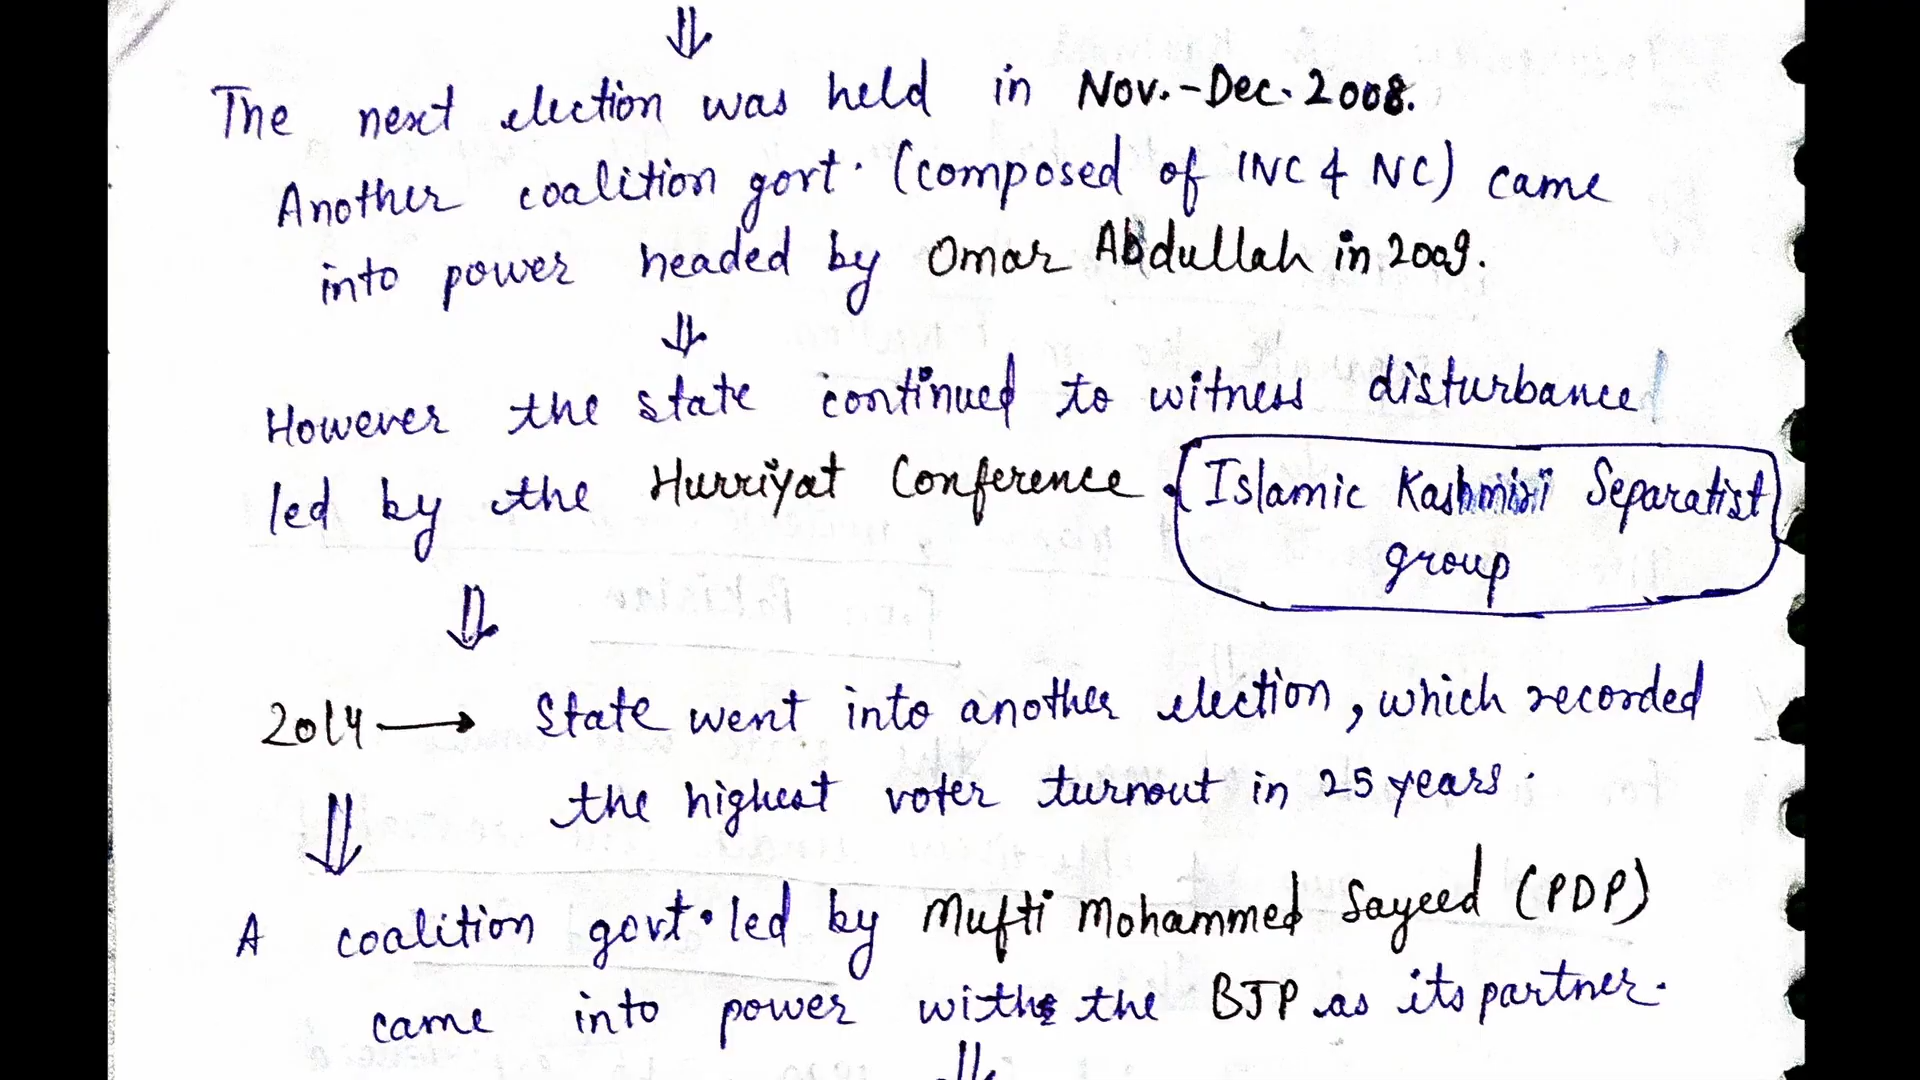 ⇓
The next election was held in Nov.-Dec. 2008.
Another coalition govt. (composed of INC & NC) came
into power headed by Omar Abdullah in 2009.
⇓
However the state continued to witness disturbance
led by the Hurriyat Conference. Islamic Kashmiri Separatist
group
⇓
2014 → State went into another election, which recorded
the highest voter turnout in 25 years.
⇓
A coalition govt. led by Mufti Mohammed Sayeed (PDP)
came into power with the BJP as its partner.
⇓